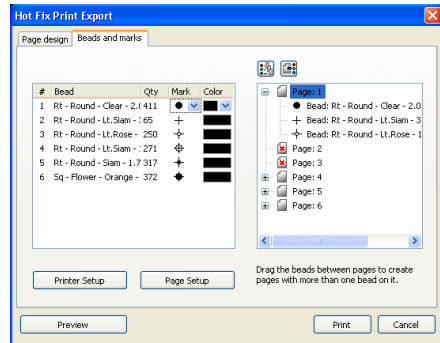 Hot Fix Print Export
Page design
Beads and marks
# Bead Qty Mark Color
1 Rt - Round - Clear - 2.( 411
2 Rt - Round - Lt.Siam - : 65
3 Rt - Round - Lt.Rose - 250
4 Rt - Round - Lt.Siam : 271
5 Rt - Round - Siam - 1.7 317
6 Sq - Flower - Orange - 372
Page: 1
Bead: Rt - Round - Clear - 2.0
Bead: Rt - Round - Lt.Siam - 3
Bead: Rt - Round - Lt.Rose - 1
Page: 2
Page: 3
Page: 4
Page: 5
Page: 6
Drag the beads between pages to create
pages with more than one bead on it.
Printer Setup
Page Setup
Preview
Print
Cancel